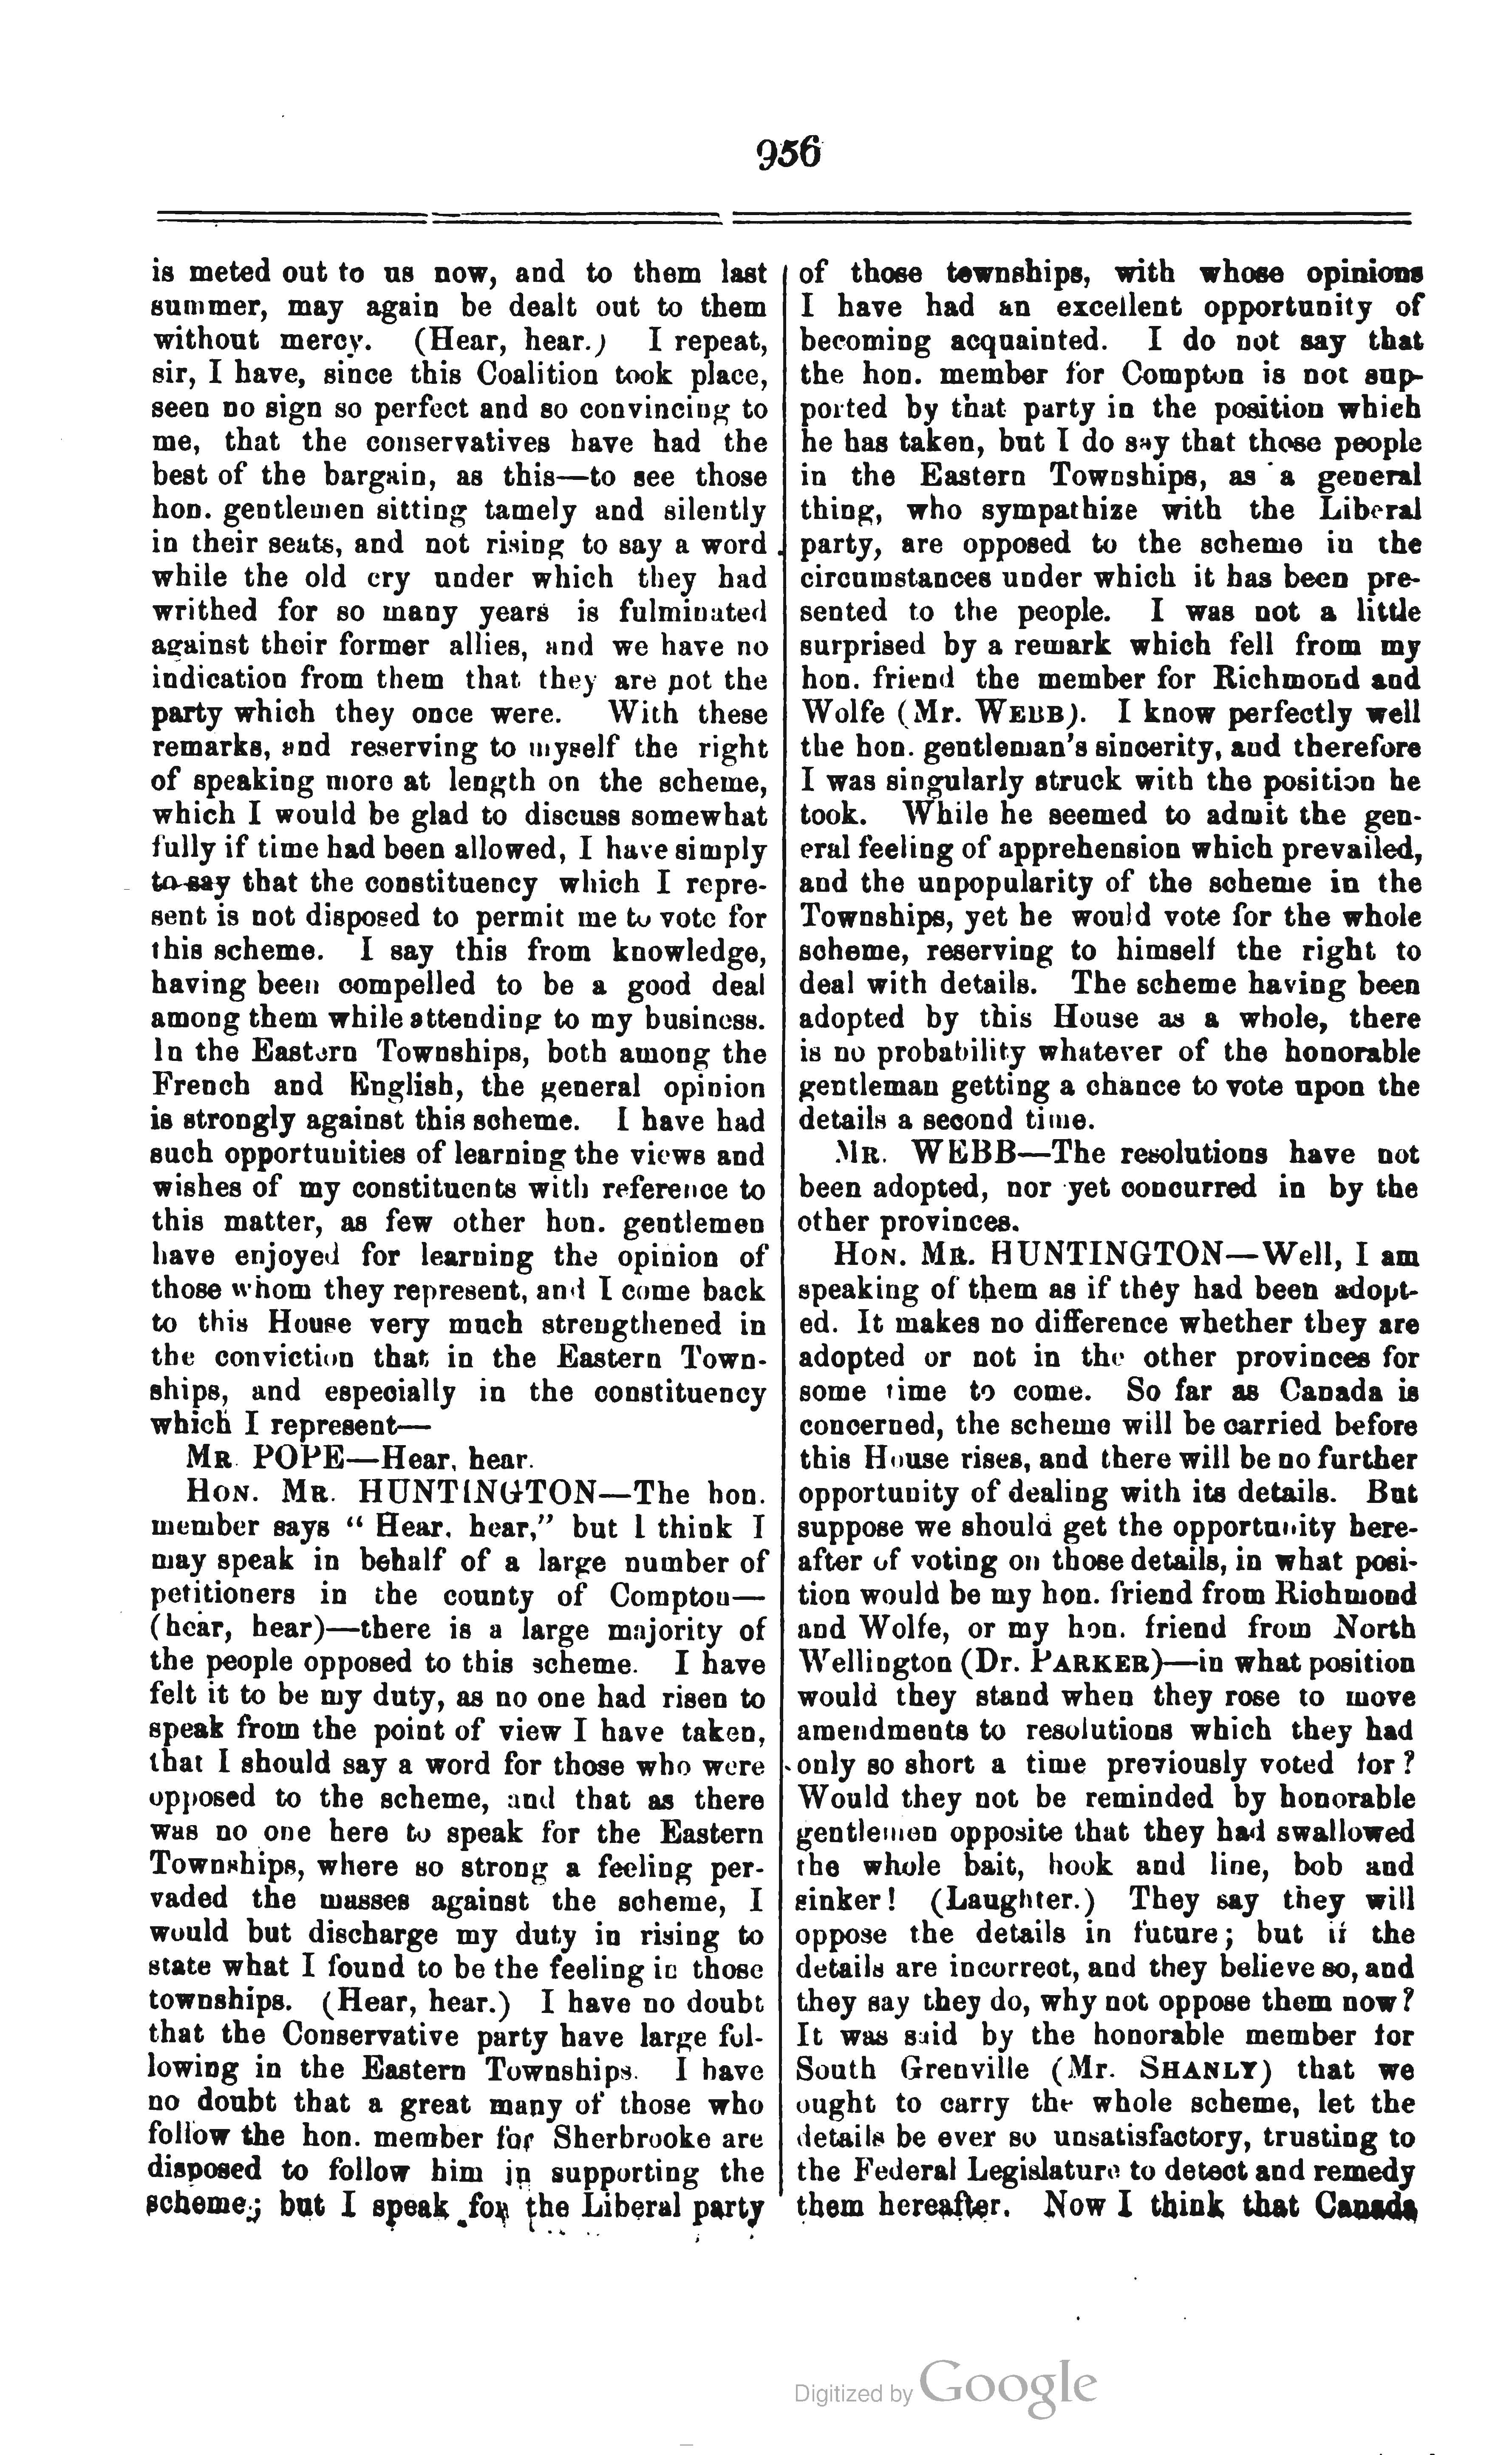 956
is meted out to us now, and to them last
summer, may again be dealt out to them
without mercy. (Hear, hear.) I repeat,
sir, I have, since this Coalition took place,
seen no sign so perfect and so convincing to
me, that the conservatives have had the
best of the bargain, as this—to see those
hon. gentlemen sitting tamely and silently
in their seats, and not rising to say a word
while the old cry under which they had
writhed for so many years is fulminated
against their former allies, and we have no
indication from them that they are not the
party which they once were. With these
remarks, and reserving to myself the right
of speaking more at length on the scheme,
which I would be glad to discuss somewhat
fully if time had been allowed, I have simply
to say that the constituency which I repre-
sent is not disposed to permit me to vote for
this scheme. I say this from knowledge,
having been compelled to be a good deal
among them while attending to my business.
In the Eastern Townships, both among the
French and English, the general opinion
is strongly against this scheme. I have had
such opportunities of learning the views and
wishes of my constituents with reference to
this matter, as few other hon. gentlemen
have enjoyed for learning the opinion of
those whom they represent, and I come back
to this House very much strengthened in
the conviction that in the Eastern Town-
ships, and especially in the constituency
which I represent—
MR. POPE—Hear, hear.
HON. MR. HUNTINGTON—The hon.
member says " Hear, hear," but I think I
may speak in behalf of a large number of
petitioners in the county of Compton—
(hear, hear)—there is a large majority of
the people opposed to this scheme. I have
felt it to be my duty, as no one had risen to
speak from the point of view I have taken,
that I should say a word for those who were
opposed to the scheme, and that as there
was no one here to speak for the Eastern
Townships, where so strong a feeling per-
vaded the masses against the scheme, I
would but discharge my duty in rising to
state what I found to be the feeling in those
townships. (Hear, hear.) I have no doubt
that the Conservative party have large fol-
lowing in the Eastern Townships. I have
no doubt that a great many of those who
follow the hon. member for Sherbrooke are
disposed to follow him in supporting the
scheme; but I speak for the Liberal party
of those townships, with whose opinions
I have had an excellent opportunity of
becoming acquainted. I do not say that
the hon. member for Compton is not sup-
ported by that party in the position which
he has taken, but I do say that those people
in the Eastern Townships, as a general
thing, who sympathize with the Liberal
party, are opposed to the scheme in the
circumstances under which it has been pre-
sented to the people. I was not a little
surprised by a remark which fell from my
hon. friend the member for Richmond and
Wolfe (Mr. WEBB). I know perfectly well
the hon. gentleman's sincerity, and therefore
I was singularly struck with the position he
took. While he seemed to admit the gen-
eral feeling of apprehension which prevailed,
and the unpopularity of the scheme in the
Townships, yet he would vote for the whole
scheme, reserving to himself the right to
deal with details. The scheme having been
adopted by this House as a whole, there
is no probability whatever of the honorable
gentleman getting a chance to vote upon the
details a second time.
MR. WEBB—The resolutions have not
been adopted, nor yet concurred in by the
other provinces.
HON. MR. HUNTINGTON—Well, I am
speaking of them as if they had been adopt-
ed. It makes no difference whether they are
adopted or not in the other provinces for
some time to come. So far as Canada is
concerned, the scheme will be carried before
this House rises, and there will be no further
opportunity of dealing with its details. But
suppose we should get the opportunity here-
after of voting on those details, in what posi-
tion would be my hon. friend from Richmond
and Wolfe, or my hon. friend from North
Wellington (Dr. PARKER)—in what position
would they stand when they rose to move
amendments to resolutions which they had
only so short a time previously voted for?
Would they not be reminded by honorable
gentlemen opposite that they had swallowed
the whole bait, hook and line, bob and
sinker! (Laughter.) They say they will
oppose the details in future; but if the
details are incorrect, and they believe so, and
they say they do, why not oppose them now?
It was said by the honorable member for
South Grenville (Mr. SHANLY) that we
ought to carry the whole scheme, let the
details be ever so unsatisfactory, trusting to
the Federal Legislature to detect and remedy
them hereafter. Now I think that Canada
Digitized by Google